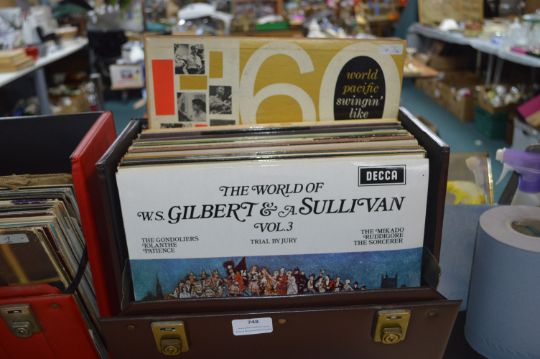 60
world
pacific
swingin'
like
DECCA
THE WORLD OF
W.S. GILBERT & A. SULLIVAN
VOL.3
THE GONDOLIERS
IOLANTHE
PATIENCE
TRIAL BY JURY
THE MIKADO
RUDDIGORE
THE SORCERER
749